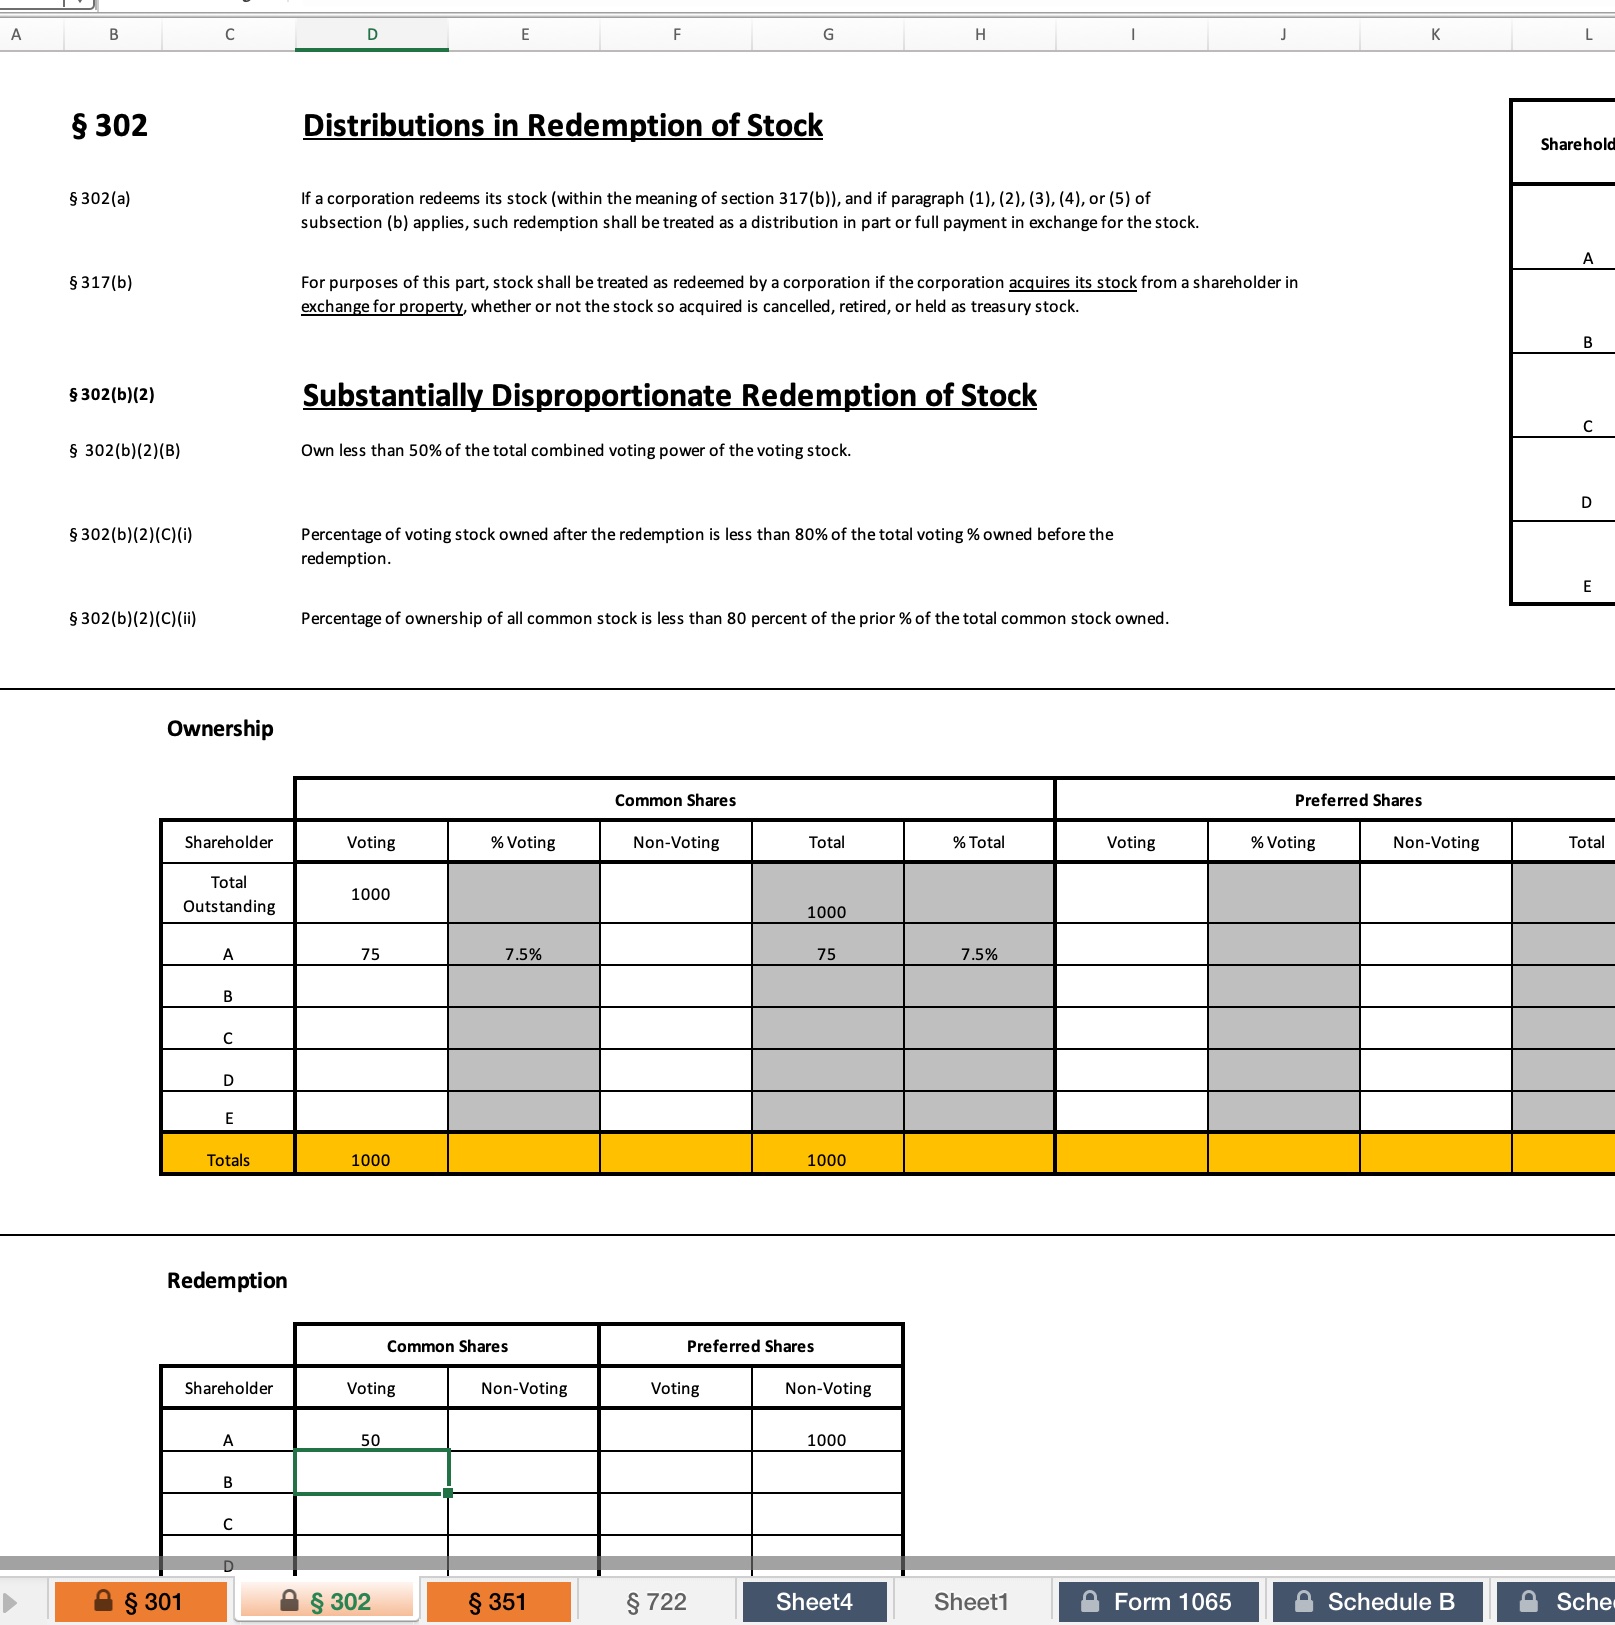 A B C D E F G H I J K L
§ 302 Distributions in Redemption of Stock
Sharehold
§ 302(a) If a corporation redeems its stock (within the meaning of section 317(b)), and if paragraph (1), (2), (3), (4), or (5) of
subsection (b) applies, such redemption shall be treated as a distribution in part or full payment in exchange for the stock.
A
§ 317(b) For purposes of this part, stock shall be treated as redeemed by a corporation if the corporation acquires its stock from a shareholder in
exchange for property, whether or not the stock so acquired is cancelled, retired, or held as treasury stock.
B
§ 302(b)(2) Substantially Disproportionate Redemption of Stock
C
§ 302(b)(2)(B) Own less than 50% of the total combined voting power of the voting stock.
D
§ 302(b)(2)(C)(i) Percentage of voting stock owned after the redemption is less than 80% of the total voting % owned before the
redemption.
E
§ 302(b)(2)(C)(ii) Percentage of ownership of all common stock is less than 80 percent of the prior % of the total common stock owned.
Ownership
Common Shares Preferred Shares
Shareholder Voting % Voting Non-Voting Total % Total Voting % Voting Non-Voting Total
Total
Outstanding 1000 1000
A 75 7.5% 75 7.5%
B
C
D
E
Totals 1000 1000
Redemption
Common Shares Preferred Shares
Shareholder Voting Non-Voting Voting Non-Voting
A 50 1000
B
C
D
§ 301 § 302 § 351 § 722 Sheet4 Sheet1 Form 1065 Schedule B Sche